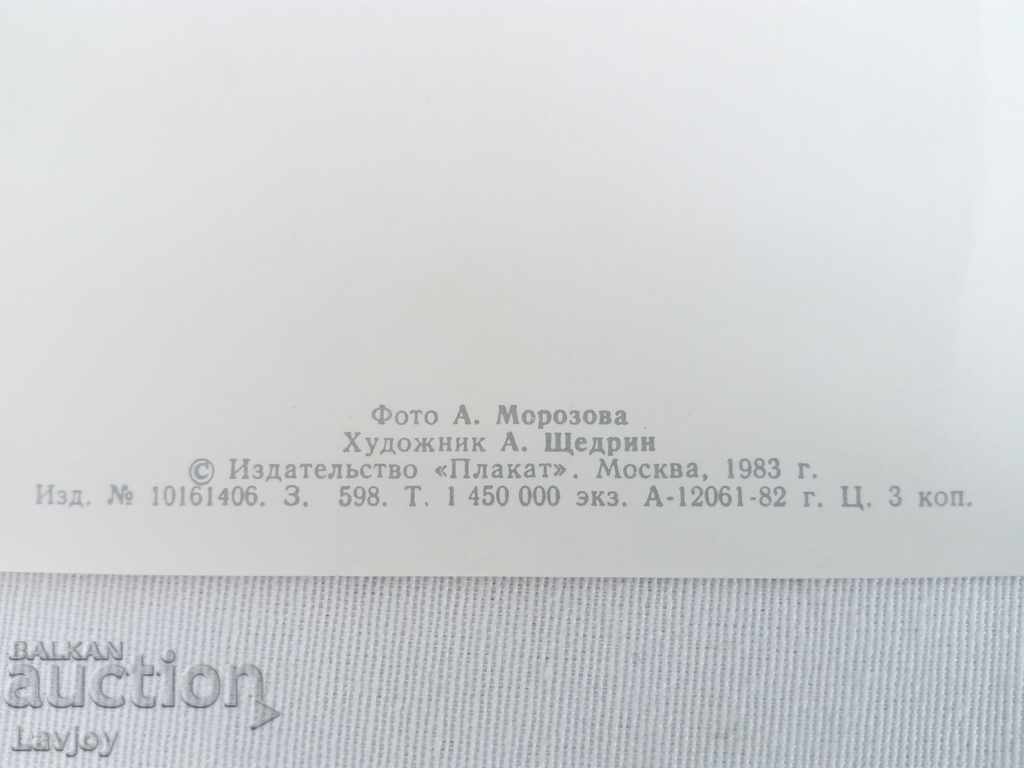 Фото А. Морозова
Художник А. Щедрин
© Издательство «Плакат». Москва, 1983 г.
Изд. № 10161406. З. 598. Т. 1 450 000 экз. А-12061-82 г. Ц. 3 коп.
BALKAN
auction
Lavjoy